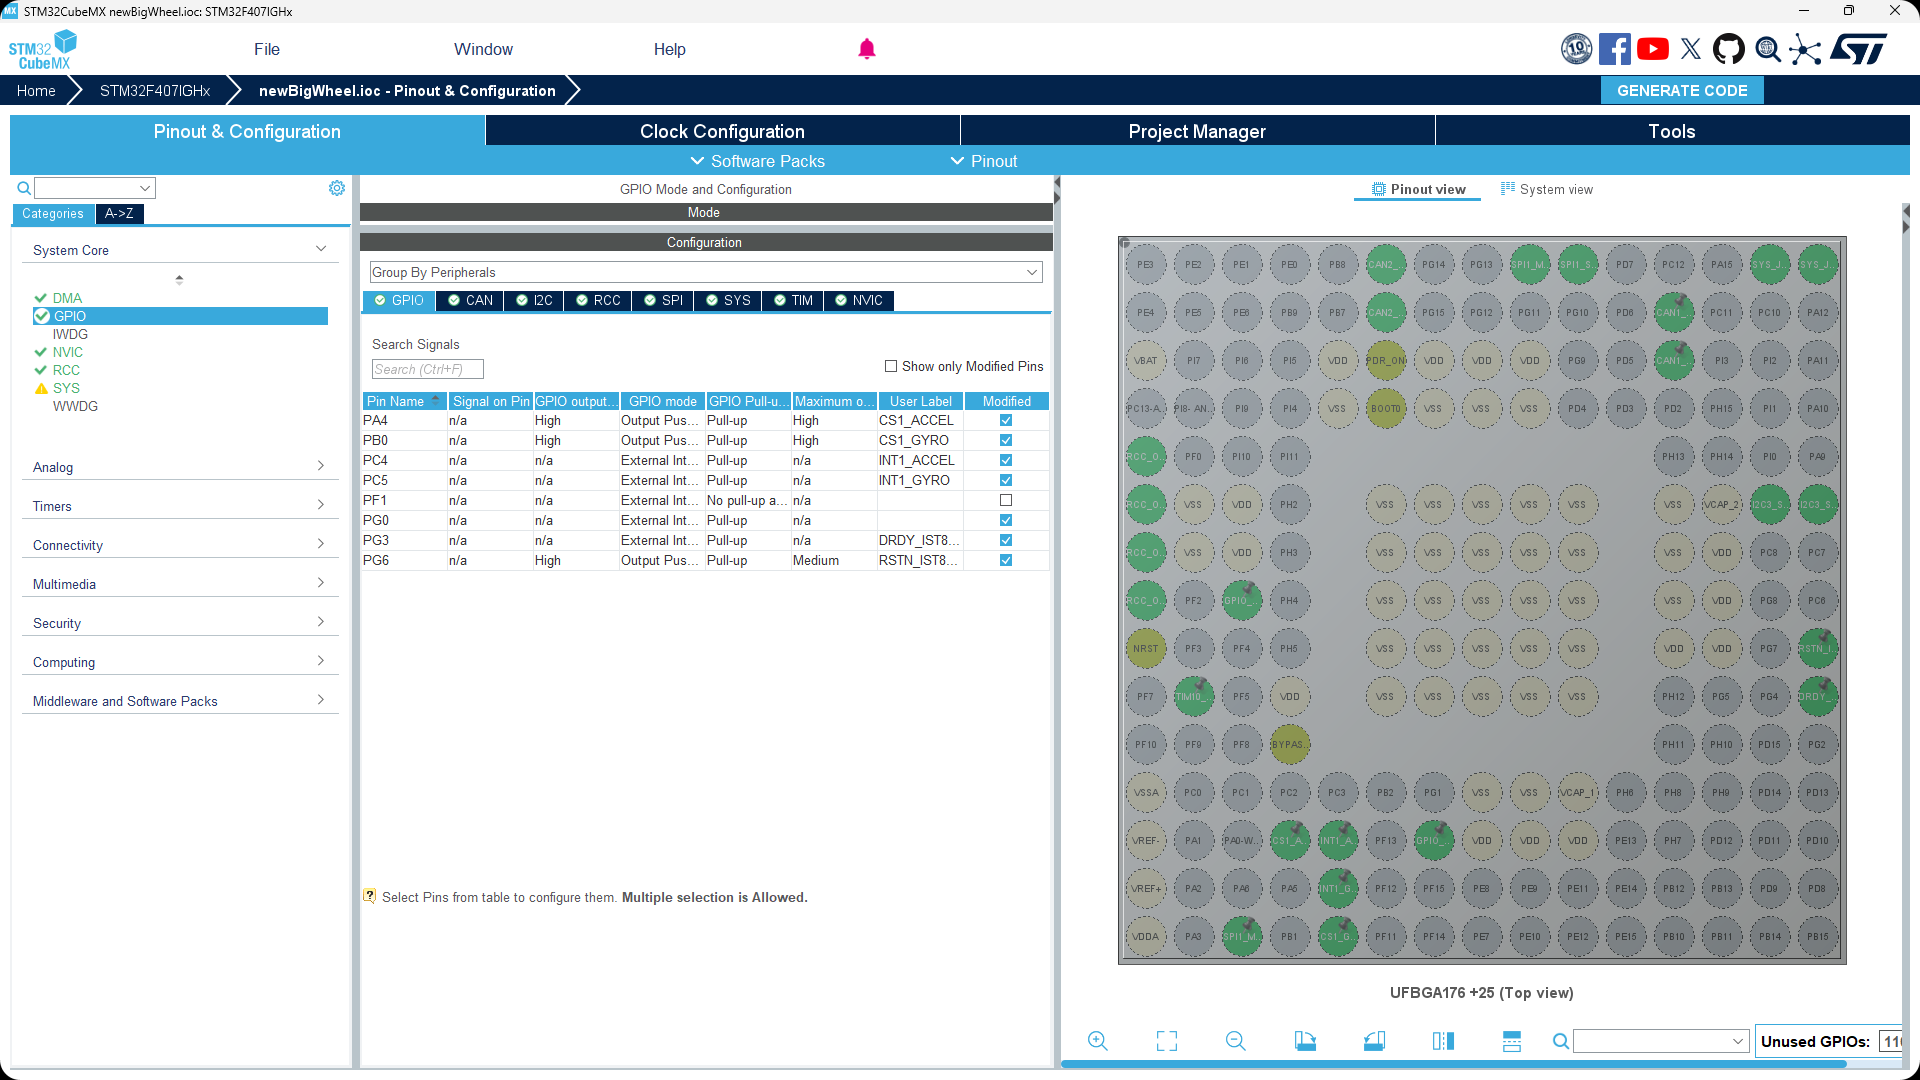 STM32CubeMX newBigWheel.ioc: STM32F407IGHx
STM32 CubeMX
File Window Help
Home STM32F407IGHx newBigWheel.ioc - Pinout & Configuration GENERATE CODE
Pinout & Configuration Clock Configuration Project Manager Tools
Software Packs Pinout
GPIO Mode and Configuration
Pinout view System view
Categories A->Z
Mode
Configuration
Group By Peripherals
GPIO CAN I2C RCC SPI SYS TIM NVIC
System Core
DMA
GPIO
IWDG
NVIC
RCC
SYS
WWDG
Analog
Timers
Connectivity
Multimedia
Security
Computing
Middleware and Software Packs
Search Signals
Search (Ctrl+F)
Show only Modified Pins
Pin Name Signal on Pin GPIO output... GPIO mode GPIO Pull-u... Maximum o... User Label Modified
PA4 n/a High Output Pus... Pull-up High CS1_ACCEL
PB0 n/a High Output Pus... Pull-up High CS1_GYRO
PC4 n/a n/a External Int... Pull-up n/a INT1_ACCEL
PC5 n/a n/a External Int... Pull-up n/a INT1_GYRO
PF1 n/a n/a External Int... No pull-up a... n/a
PG0 n/a n/a External Int... Pull-up n/a
PG3 n/a n/a External Int... Pull-up n/a DRDY_IST8...
PG6 n/a High Output Pus... Pull-up Medium RSTN_IST8...
Select Pins from table to configure them. Multiple selection is Allowed.
PE3 PE2 PE1 PE0 PB8 CAN2_.. PG14 PG13 SPI1_M.. SPI1_S.. PD7 PC12 PA15 SYS_J.. SYS_J..
PE4 PE5 PE6 PB9 PB7 CAN2_.. PG15 PG12 PG11 PG10 PD6 CAN1_.. PC11 PC10 PA12
VBAT PI7 PI6 PI5 VDD PDR_ON VDD VDD VDD PG9 PD5 CAN1_.. PI3 PI2 PA11
PC13-A.. PI8- AN.. PI9 PI4 VSS BOOT0 VSS VSS VSS PD4 PD3 PD2 PH15 PI1 PA10
RCC_O.. PF0 PI10 PI11 PH13 PH14 PI0 PA9
RCC_O.. VSS VDD PH2 VSS VSS VSS VSS VSS VSS VCAP_2 I2C3_S.. I2C3_S..
RCC_O.. VSS VDD PH3 VSS VSS VSS VSS VSS VSS VDD PC8 PC7
RCC_O.. PF2 GPIO_.. PH4 VSS VSS VSS VSS VSS VSS VDD PG8 PC6
NRST PF3 PF4 PH5 VSS VSS VSS VSS VSS VDD VDD PG7 RSTN_I..
PF7 TIM10_.. PF5 VDD VSS VSS VSS VSS VSS PH12 PG5 PG4 DRDY_..
PF10 PF9 PF8 BYPAS.. PH11 PH10 PD15 PG2
VSSA PC0 PC1 PC2 PC3 PB2 PG1 VSS VSS VCAP_1 PH6 PH8 PH9 PD14 PD13
VREF- PA1 PA0-W.. CS1_A.. INT1_A.. PF13 GPIO_.. VDD VDD VDD PE13 PH7 PD12 PD11 PD10
VREF+ PA2 PA6 PA5 INT1_G.. PF12 PF15 PE8 PE9 PE11 PE14 PB12 PB13 PD9 PD8
VDDA PA3 SPI1_M.. PB1 CS1_G.. PF11 PF14 PE7 PE10 PE12 PE15 PB10 PB11 PB14 PB15
UFBGA176 +25 (Top view)
Unused GPIOs: